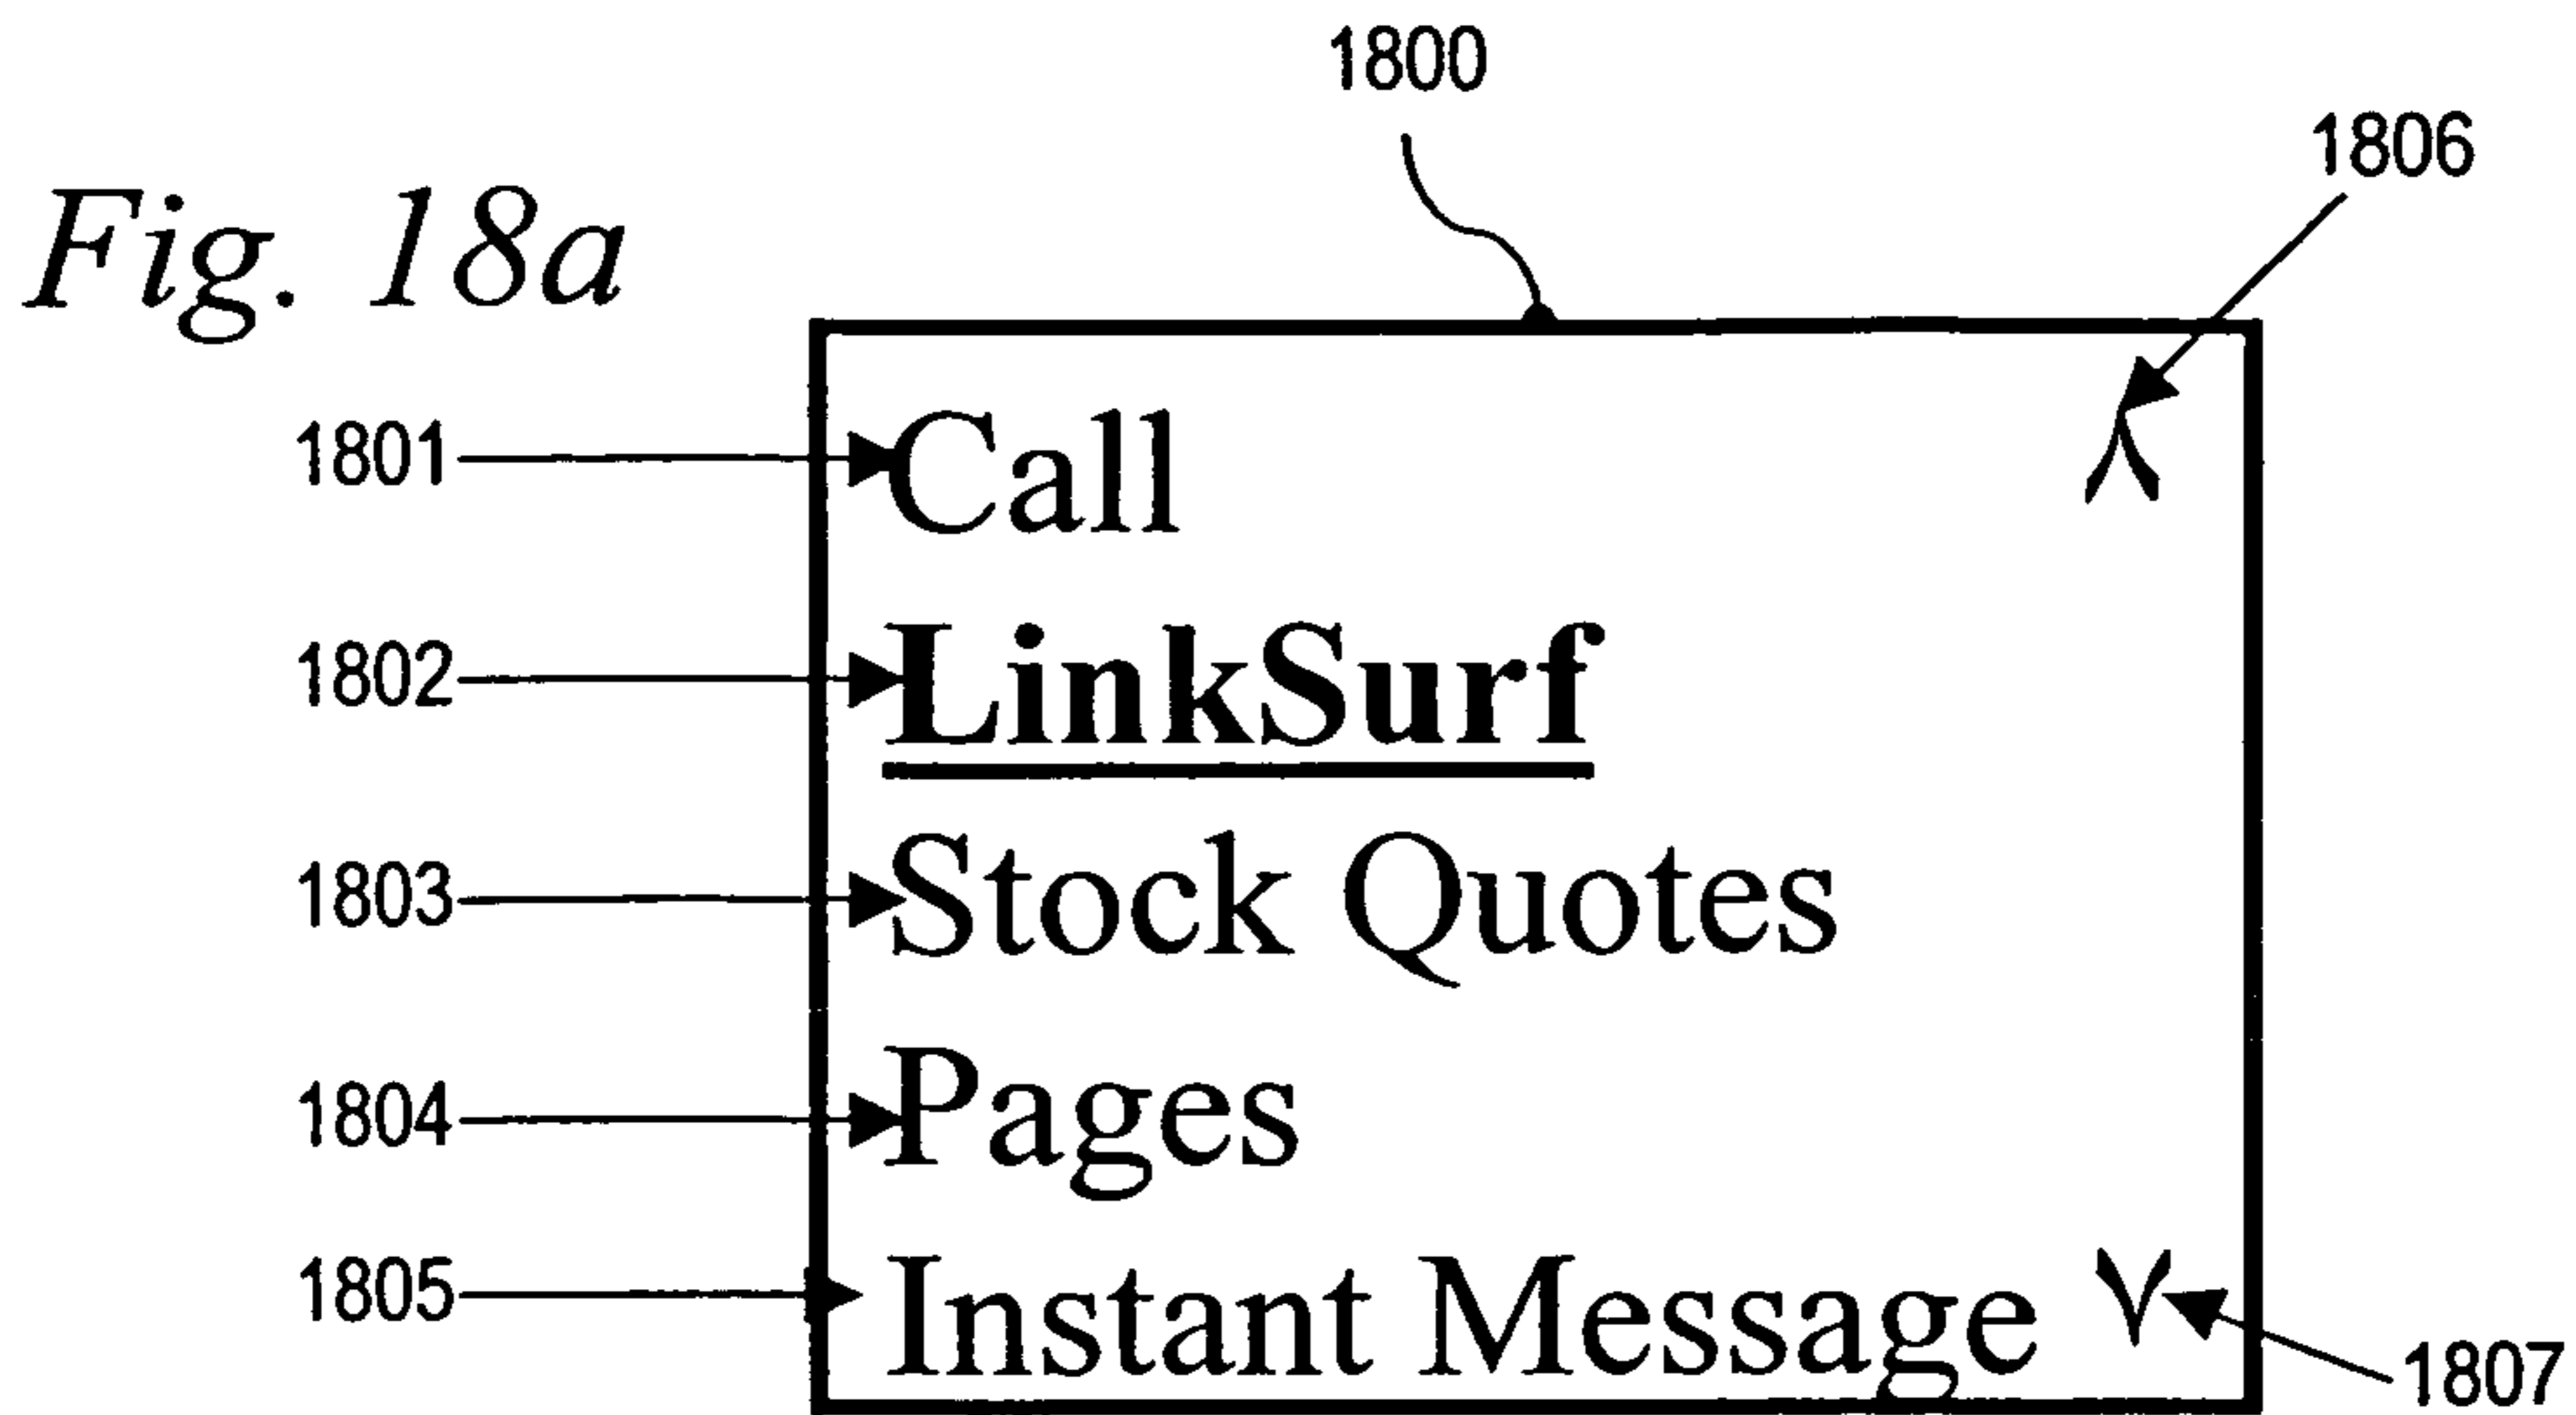 1800
1806
Fig. 18a
1801 Call
1802 LinkSurf
1803 Stock Quotes
1804 Pages
1805 Instant Message
1807